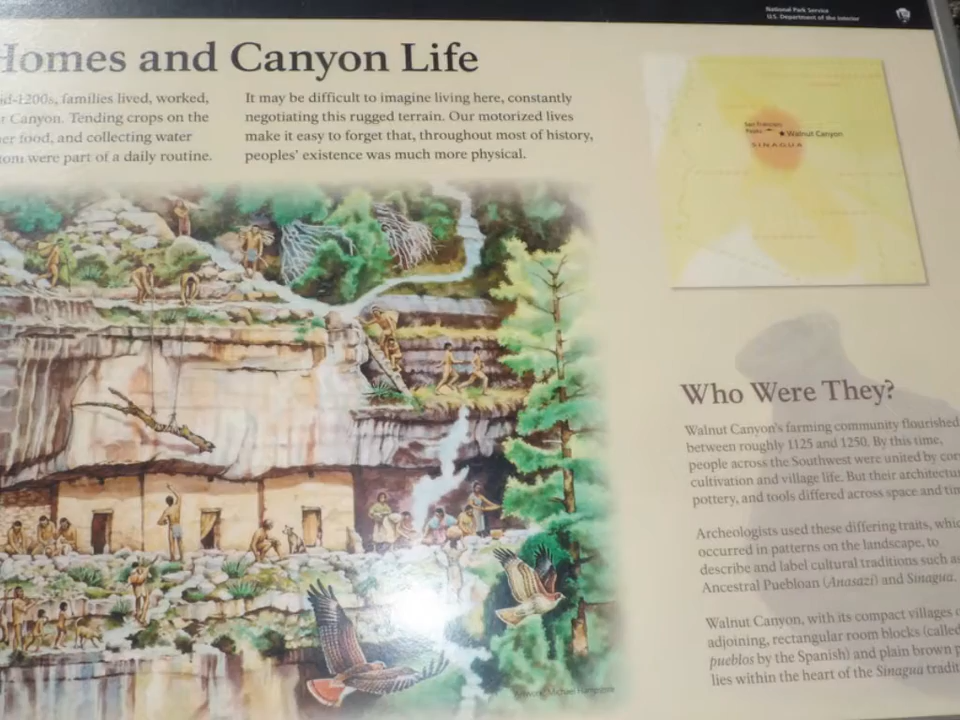 National Park Service
U.S. Department of the Interior
Homes and Canyon Life
id-1200s, families lived, worked,
r Canyon. Tending crops on the
er food, and collecting water
tom were part of a daily routine.
It may be difficult to imagine living here, constantly
negotiating this rugged terrain. Our motorized lives
make it easy to forget that, throughout most of history,
peoples' existence was much more physical.
San Francisco
Peaks
Walnut Canyon
SINAGUA
Who Were They?
Walnut Canyon's farming community flourished
between roughly 1125 and 1250. By this time,
people across the Southwest were united by cor
cultivation and village life. But their architectu
pottery, and tools differed across space and tim
Archeologists used these differing traits, whic
occurred in patterns on the landscape, to
describe and label cultural traditions such as
Ancestral Puebloan (Anasazi) and Sinagua.
Walnut Canyon, with its compact villages o
adjoining, rectangular room blocks (called
pueblos by the Spanish) and plain brown p
lies within the heart of the Sinagua tradit
Artwork: Michael Hampshire